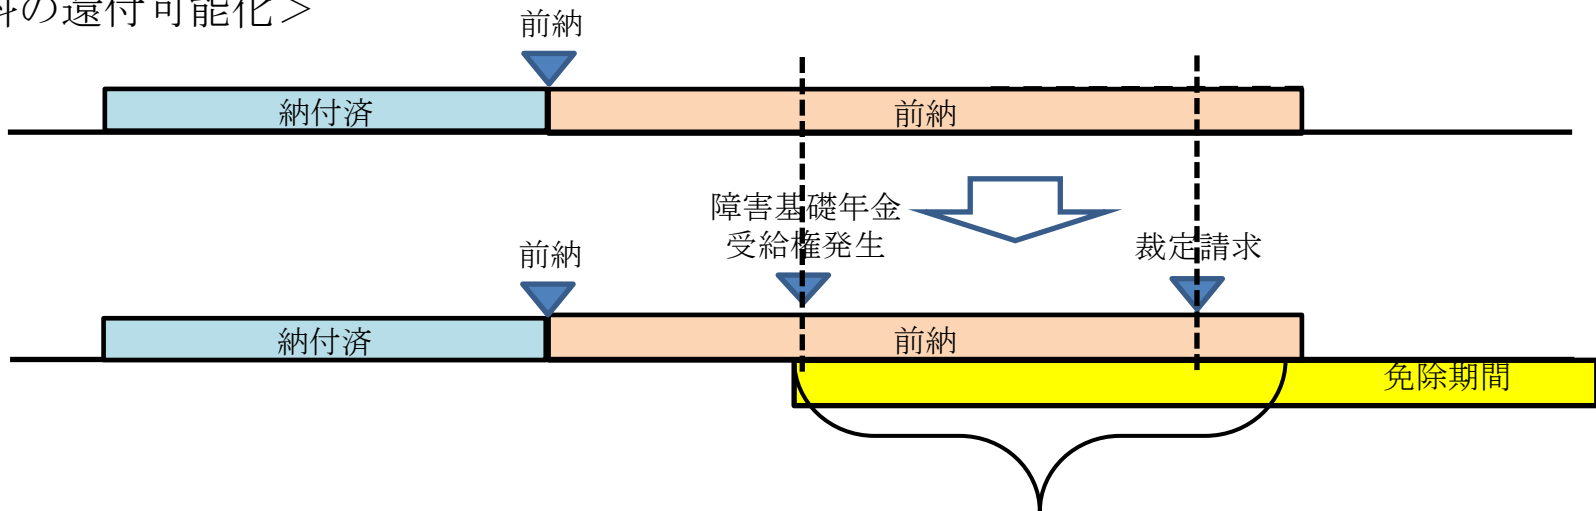 料の還付可能化＞
前納
納付済
前納
障害基礎年金
受給権発生
裁定請求
前納
納付済
前納
免除期間